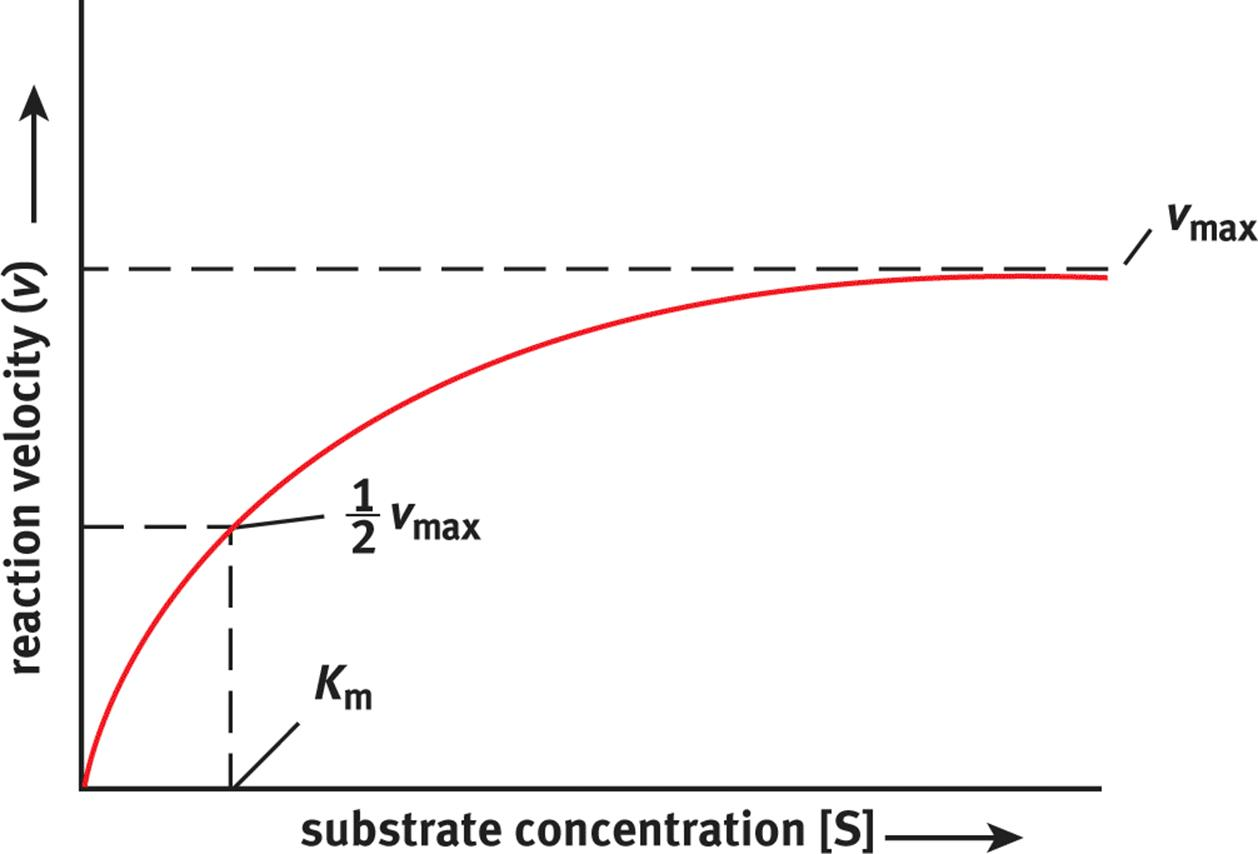 reaction velocity (v)
vmax
1/2 vmax
Km
substrate concentration [S]